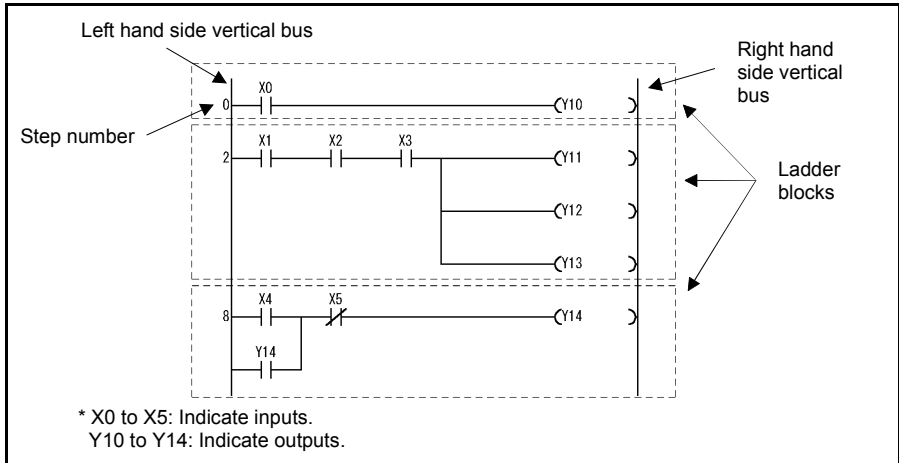 Left hand side vertical bus
Right hand
side vertical
bus
X0
0
Y10
Step number
X1 X2 X3
2
Y11
Ladder
blocks
Y12
Y13
X4 X5
8
Y14
Y14
* X0 to X5: Indicate inputs.
Y10 to Y14: Indicate outputs.